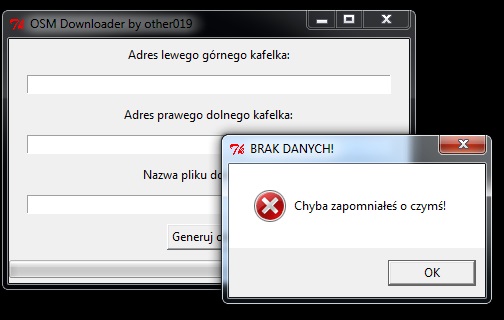 OSM Downloader by other019
Adres lewego górnego kafelka:
Adres prawego dolnego kafelka:
Nazwa pliku
Generuj
BRAK DANYCH!
Chyba zapomniałeś o czymś!
OK